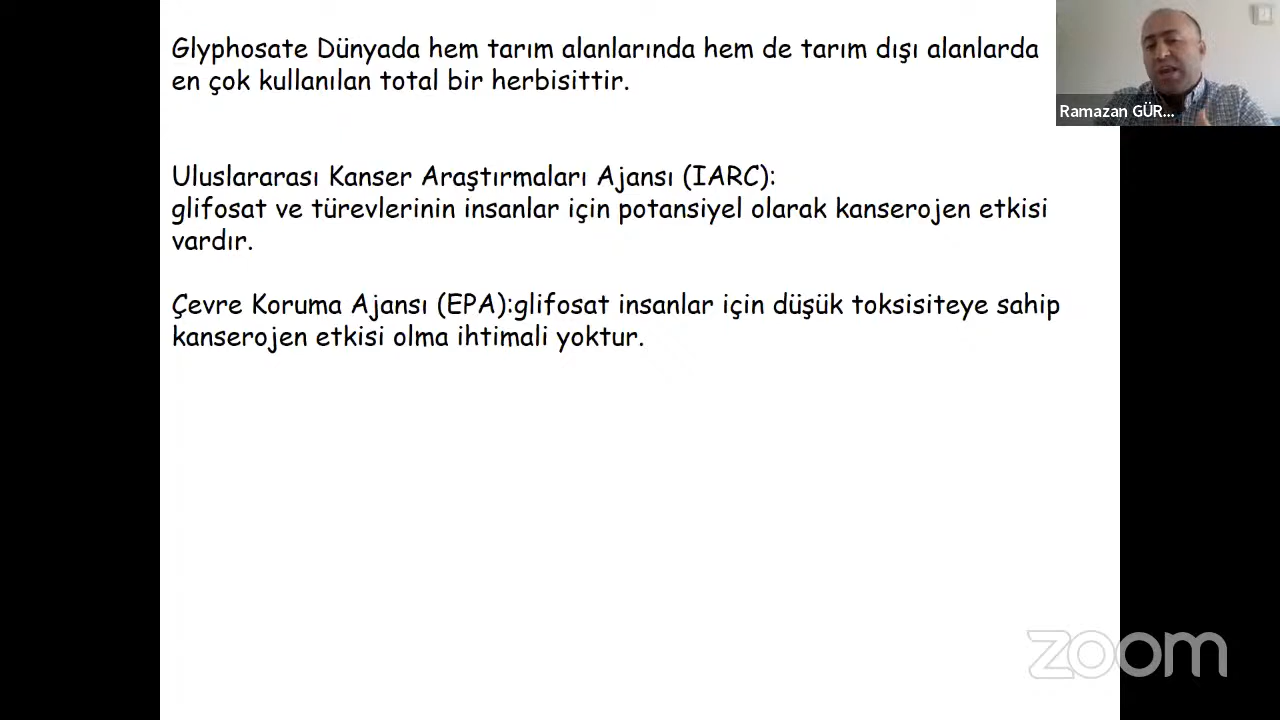 Glyphosate Dünyada hem tarım alanlarında hem de tarım dışı alanlarda
en çok kullanılan total bir herbisittir.
Uluslararası Kanser Araştırmaları Ajansı (IARC):
glifosat ve türevlerinin insanlar için potansiyel olarak kanserojen etkisi
vardır.
Çevre Koruma Ajansı (EPA):glifosat insanlar için düşük toksisiteye sahip
kanserojen etkisi olma ihtimali yoktur.
Ramazan GÜR...
zoom